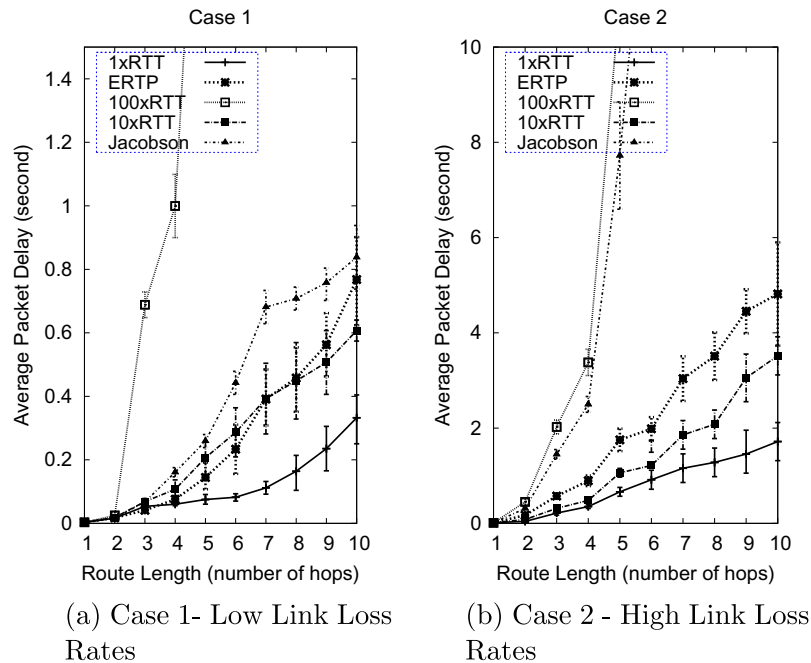 Case 1
1.5
1
0.8
0.6
0.4
0.2
0
1xRTT
ERTP
100xRTT
10xRTT
Jacobson
1 2 3 4 5 6 7 8 9 10
Average Packet Delay (second)
Route Length (number of hops)
(a) Case 1- Low Link Loss
Rates
Case 2
10
8
6
4
2
0
1xRTT
ERTP
100xRTT
10xRTT
Jacobson
1 2 3 4 5 6 7 8 9 10
Average Packet Delay (second)
Route Length (number of hops)
(b) Case 2 - High Link Loss
Rates